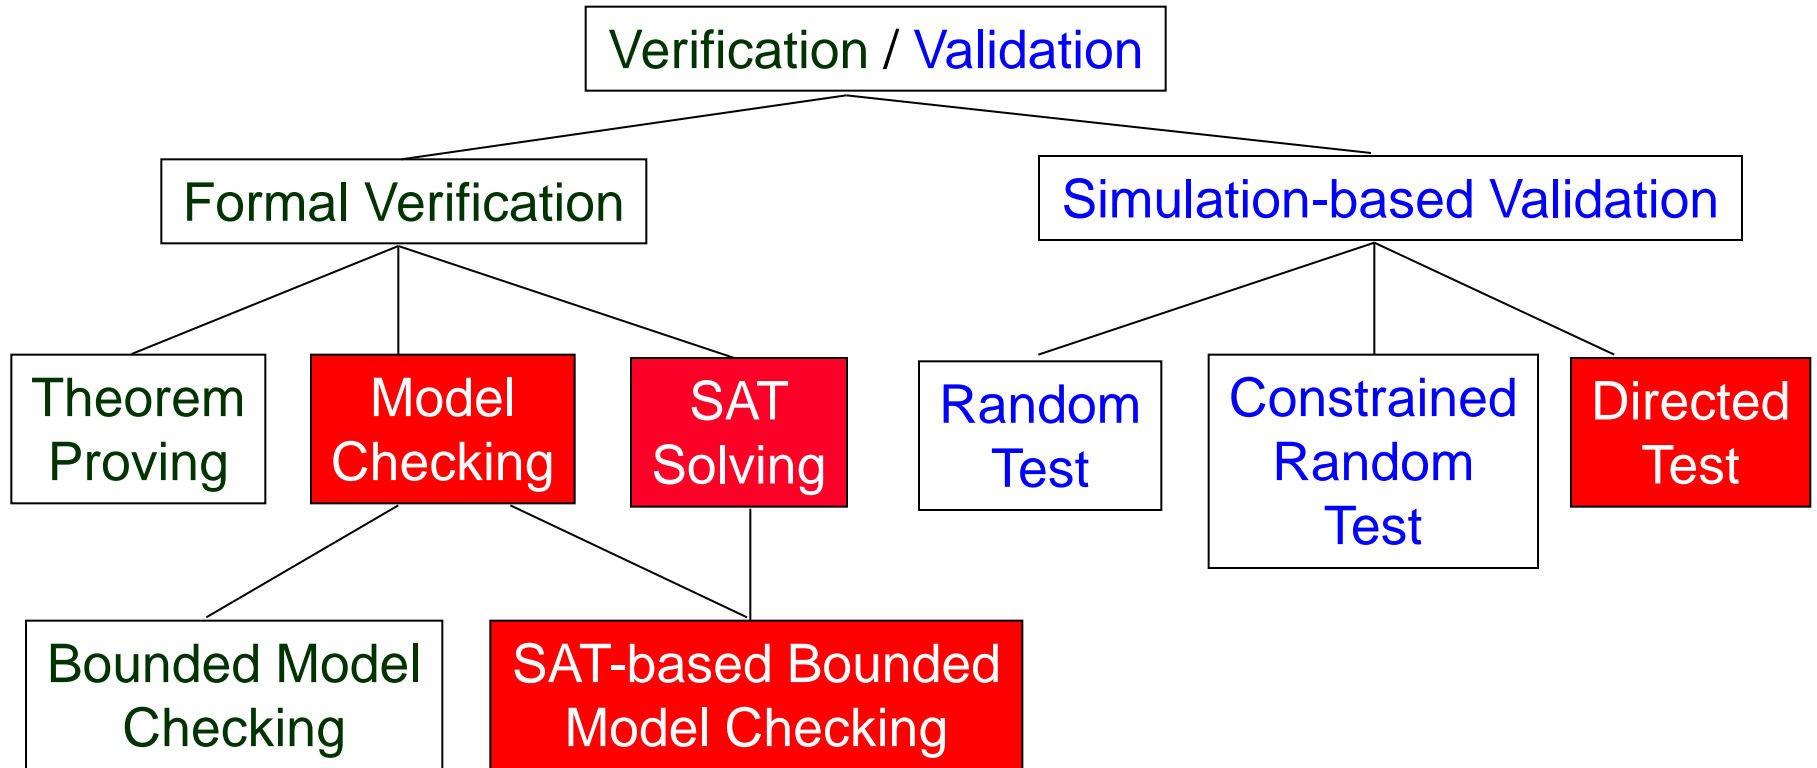 Verification / Validation
Formal Verification
Simulation-based Validation
Theorem
Proving
Model
Checking
SAT
Solving
Random
Test
Constrained
Random
Test
Directed
Test
Bounded Model
Checking
SAT-based Bounded
Model Checking